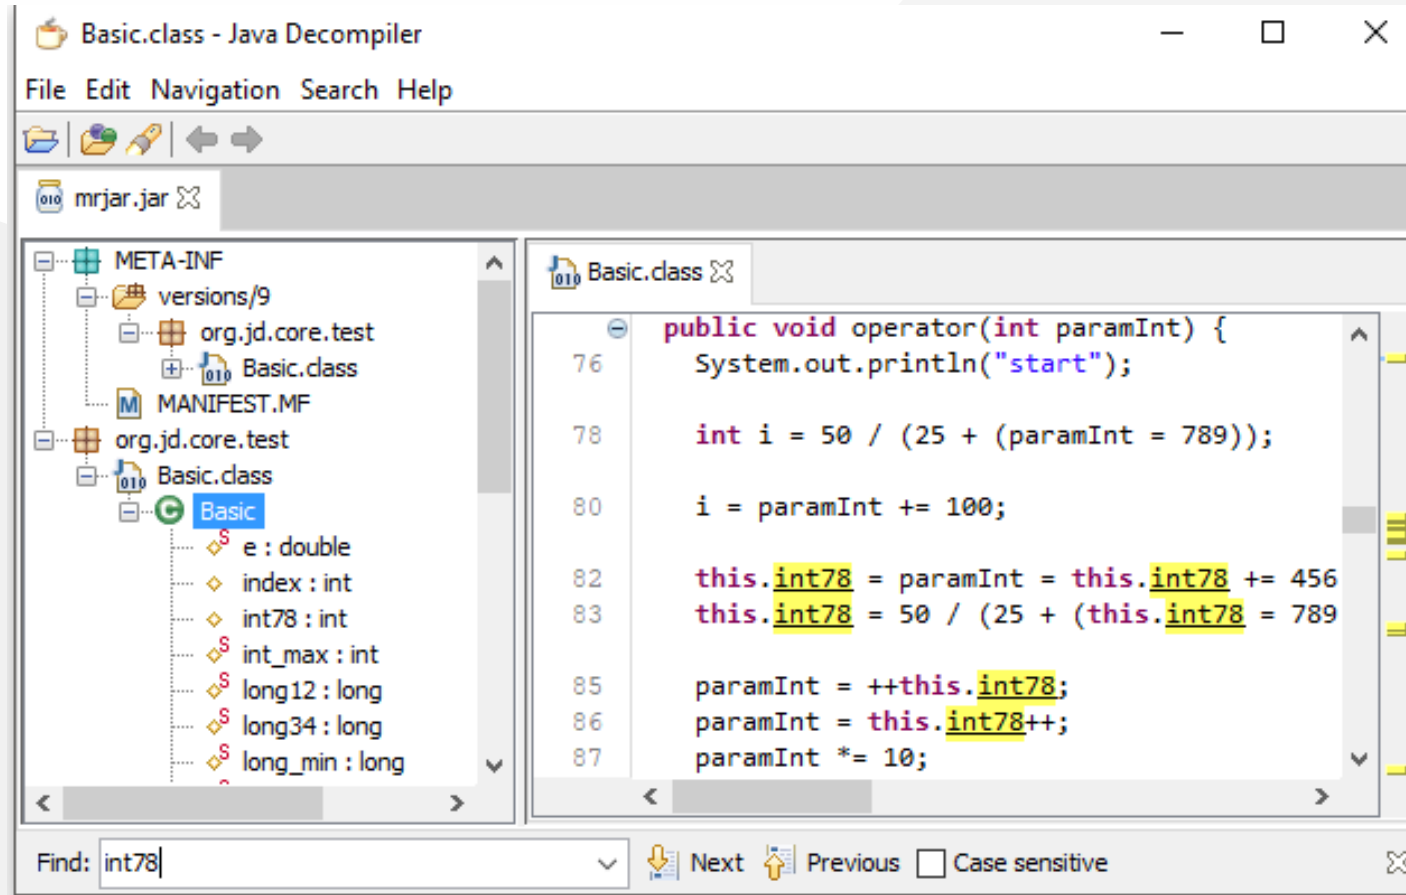 Basic.class - Java Decompiler
File Edit Navigation Search Help
mrjar.jar
META-INF
versions/9
org.jd.core.test
Basic.class
MANIFEST.MF
org.jd.core.test
Basic.class
Basic
e : double
index : int
int78 : int
int_max : int
long12 : long
long34 : long
long_min : long
Basic.class
public void operator(int paramInt) {
76 System.out.println("start");
78 int i = 50 / (25 + (paramInt = 789));
80 i = paramInt += 100;
82 this.int78 = paramInt = this.int78 += 456
83 this.int78 = 50 / (25 + (this.int78 = 789
85 paramInt = ++this.int78;
86 paramInt = this.int78++;
87 paramInt *= 10;
Find: int78 Next Previous Case sensitive